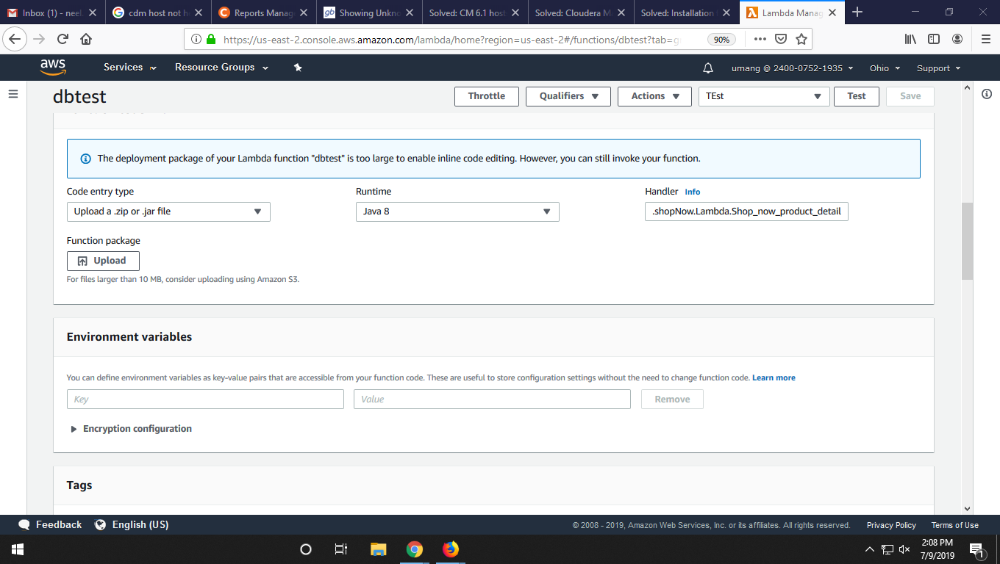 Inbox (1) - neel
cdm host not h
Reports Manag
Showing Unkno
Solved: CM 6.1 host
Solved: Cloudera M
Solved: Installation
Lambda Manag
https://us-east-2.console.aws.amazon.com/lambda/home?region=us-east-2#/functions/dbtest?tab=g
90%
aws
Services
Resource Groups
umang @ 2400-0752-1935
Ohio
Support
dbtest
Throttle
Qualifiers
Actions
TEst
Test
Save
The deployment package of your Lambda function "dbtest" is too large to enable inline code editing. However, you can still invoke your function.
Code entry type
Runtime
Handler Info
Upload a .zip or .jar file
Java 8
.shopNow.Lambda.Shop_now_product_detail
Function package
Upload
For files larger than 10 MB, consider uploading using Amazon S3.
Environment variables
You can define environment variables as key-value pairs that are accessible from your function code. These are useful to store configuration settings without the need to change function code. Learn more
Key
Value
Remove
Encryption configuration
Tags
Feedback
English (US)
© 2008 - 2019, Amazon Web Services, Inc. or its affiliates. All rights reserved.
Privacy Policy
Terms of Use
2:08 PM
7/9/2019
1